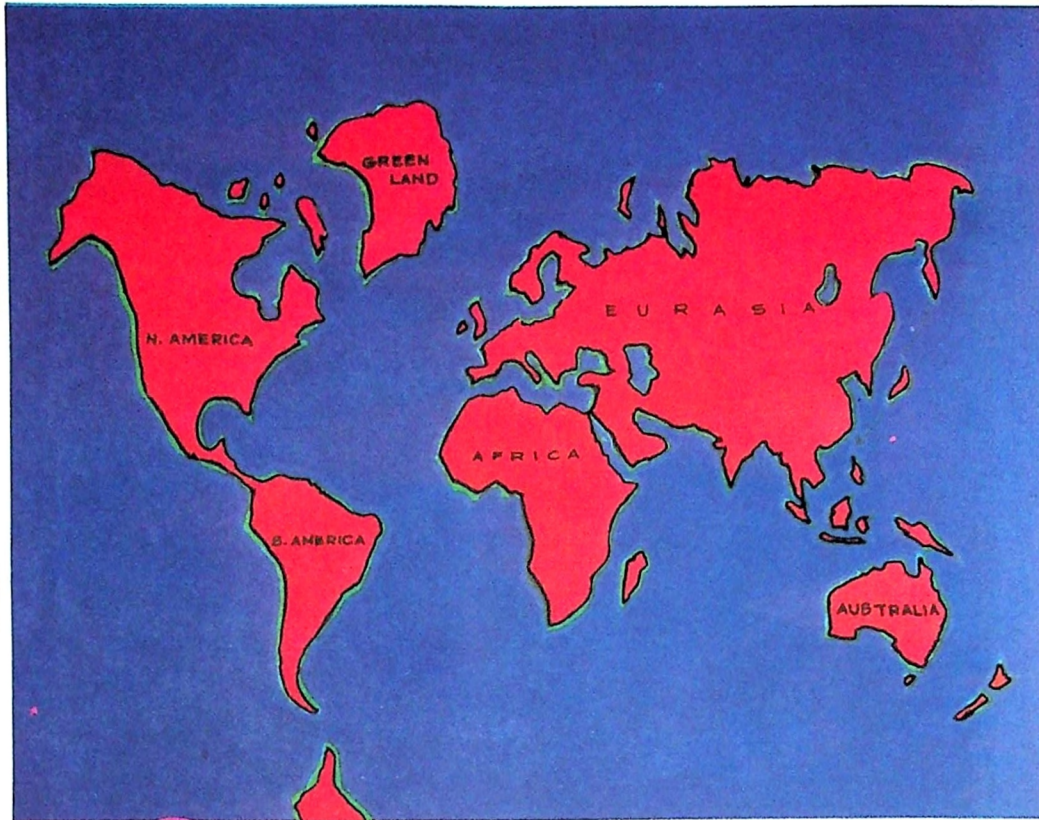 GREEN
LAND
N. AMERICA
EURASIA
AFRICA
S. AMERICA
AUSTRALIA